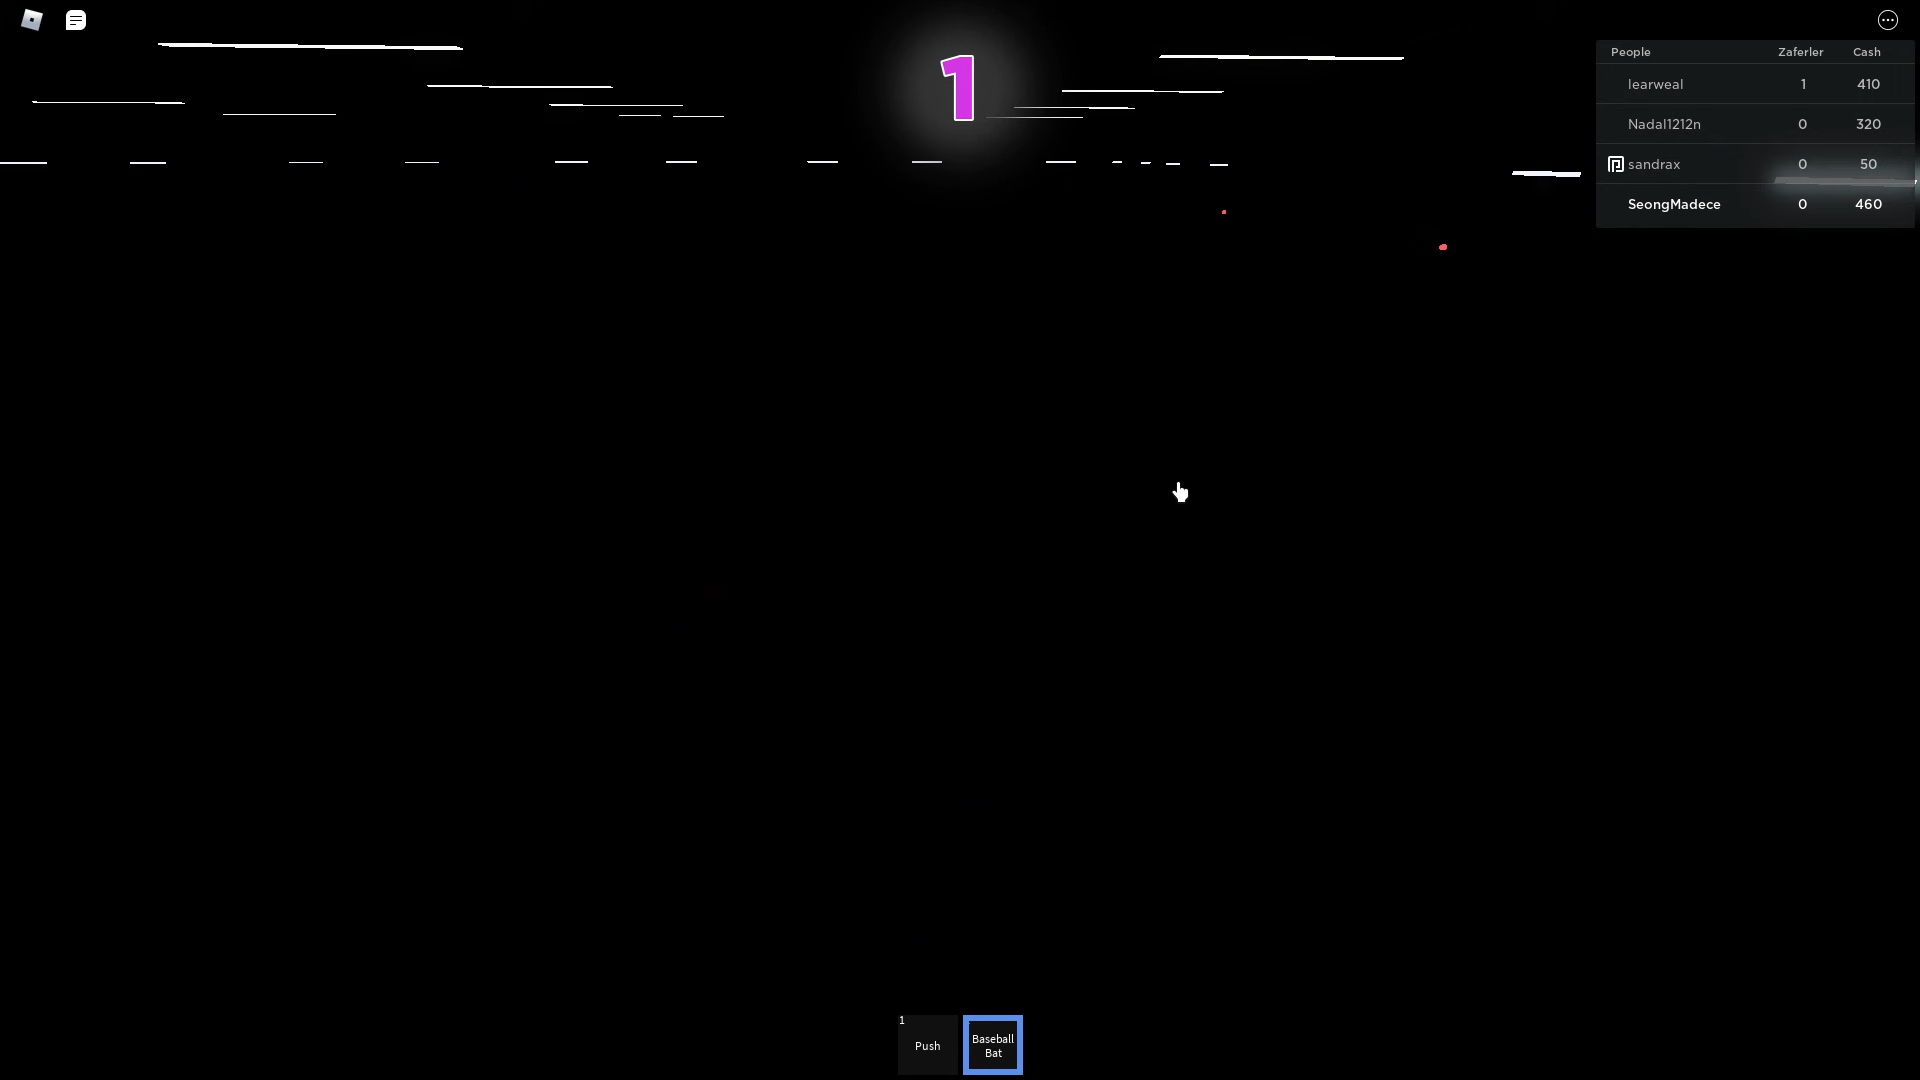 1
People Zaferler Cash
learweal 1 410
Nadal1212n 0 320
sandrax 0 50
SeongMadece 0 460
1
Push
Baseball
Bat